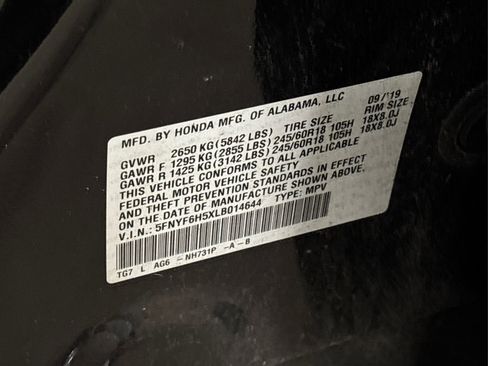 MFD. BY HONDA MFG. OF ALABAMA, LLC 09/'19
GVWR 2650 KG (5842 LBS) TIRE SIZE RIM SIZE
GAWR F 1295 KG (2855 LBS) 245/60R18 105H 18X8.0J
GAWR R 1425 KG (3142 LBS) 245/60R18 105H 18X8.0J
THIS VEHICLE CONFORMS TO ALL APPLICABLE
FEDERAL MOTOR VEHICLE SAFETY, BUMPER,
AND THEFT PREVENTION STANDARDS IN EFFECT
ON THE DATE OF MANUFACTURE SHOWN ABOVE.
V.I.N.: 5FNYF6H5XLB014644 TYPE: MPV
TG7 L AG6 - NH731P -A-B